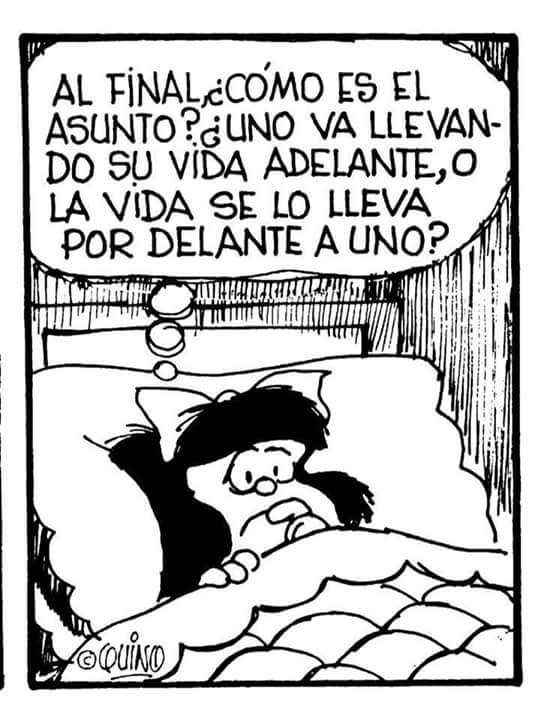 AL FINAL,¿CÓMO ES EL
ASUNTO?¿UNO VA LLEVAN-
DO SU VIDA ADELANTE, O
LA VIDA SE LO LLEVA
POR DELANTE A UNO?
© QUINO